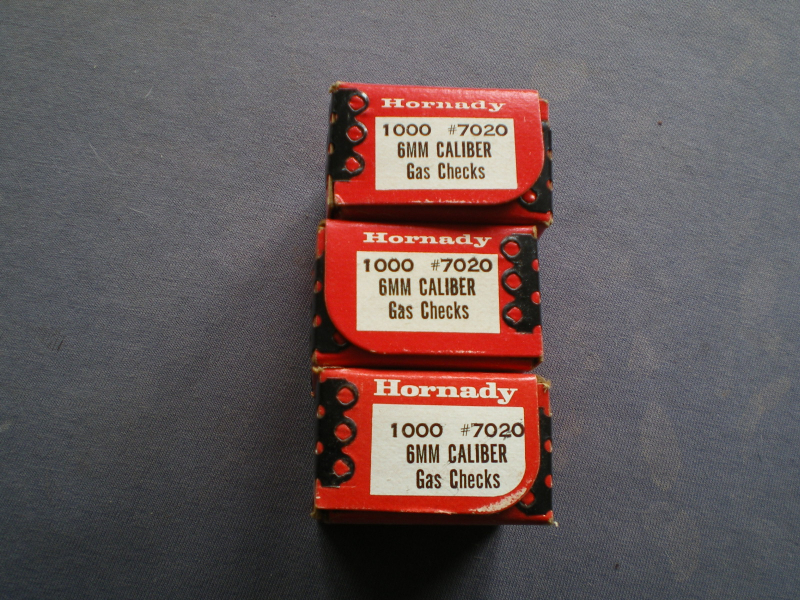 Hornady
1000 #7020
6MM CALIBER
Gas Checks
Hornady
1000 #7020
6MM CALIBER
Gas Checks
Hornady
1000 #7020
6MM CALIBER
Gas Checks